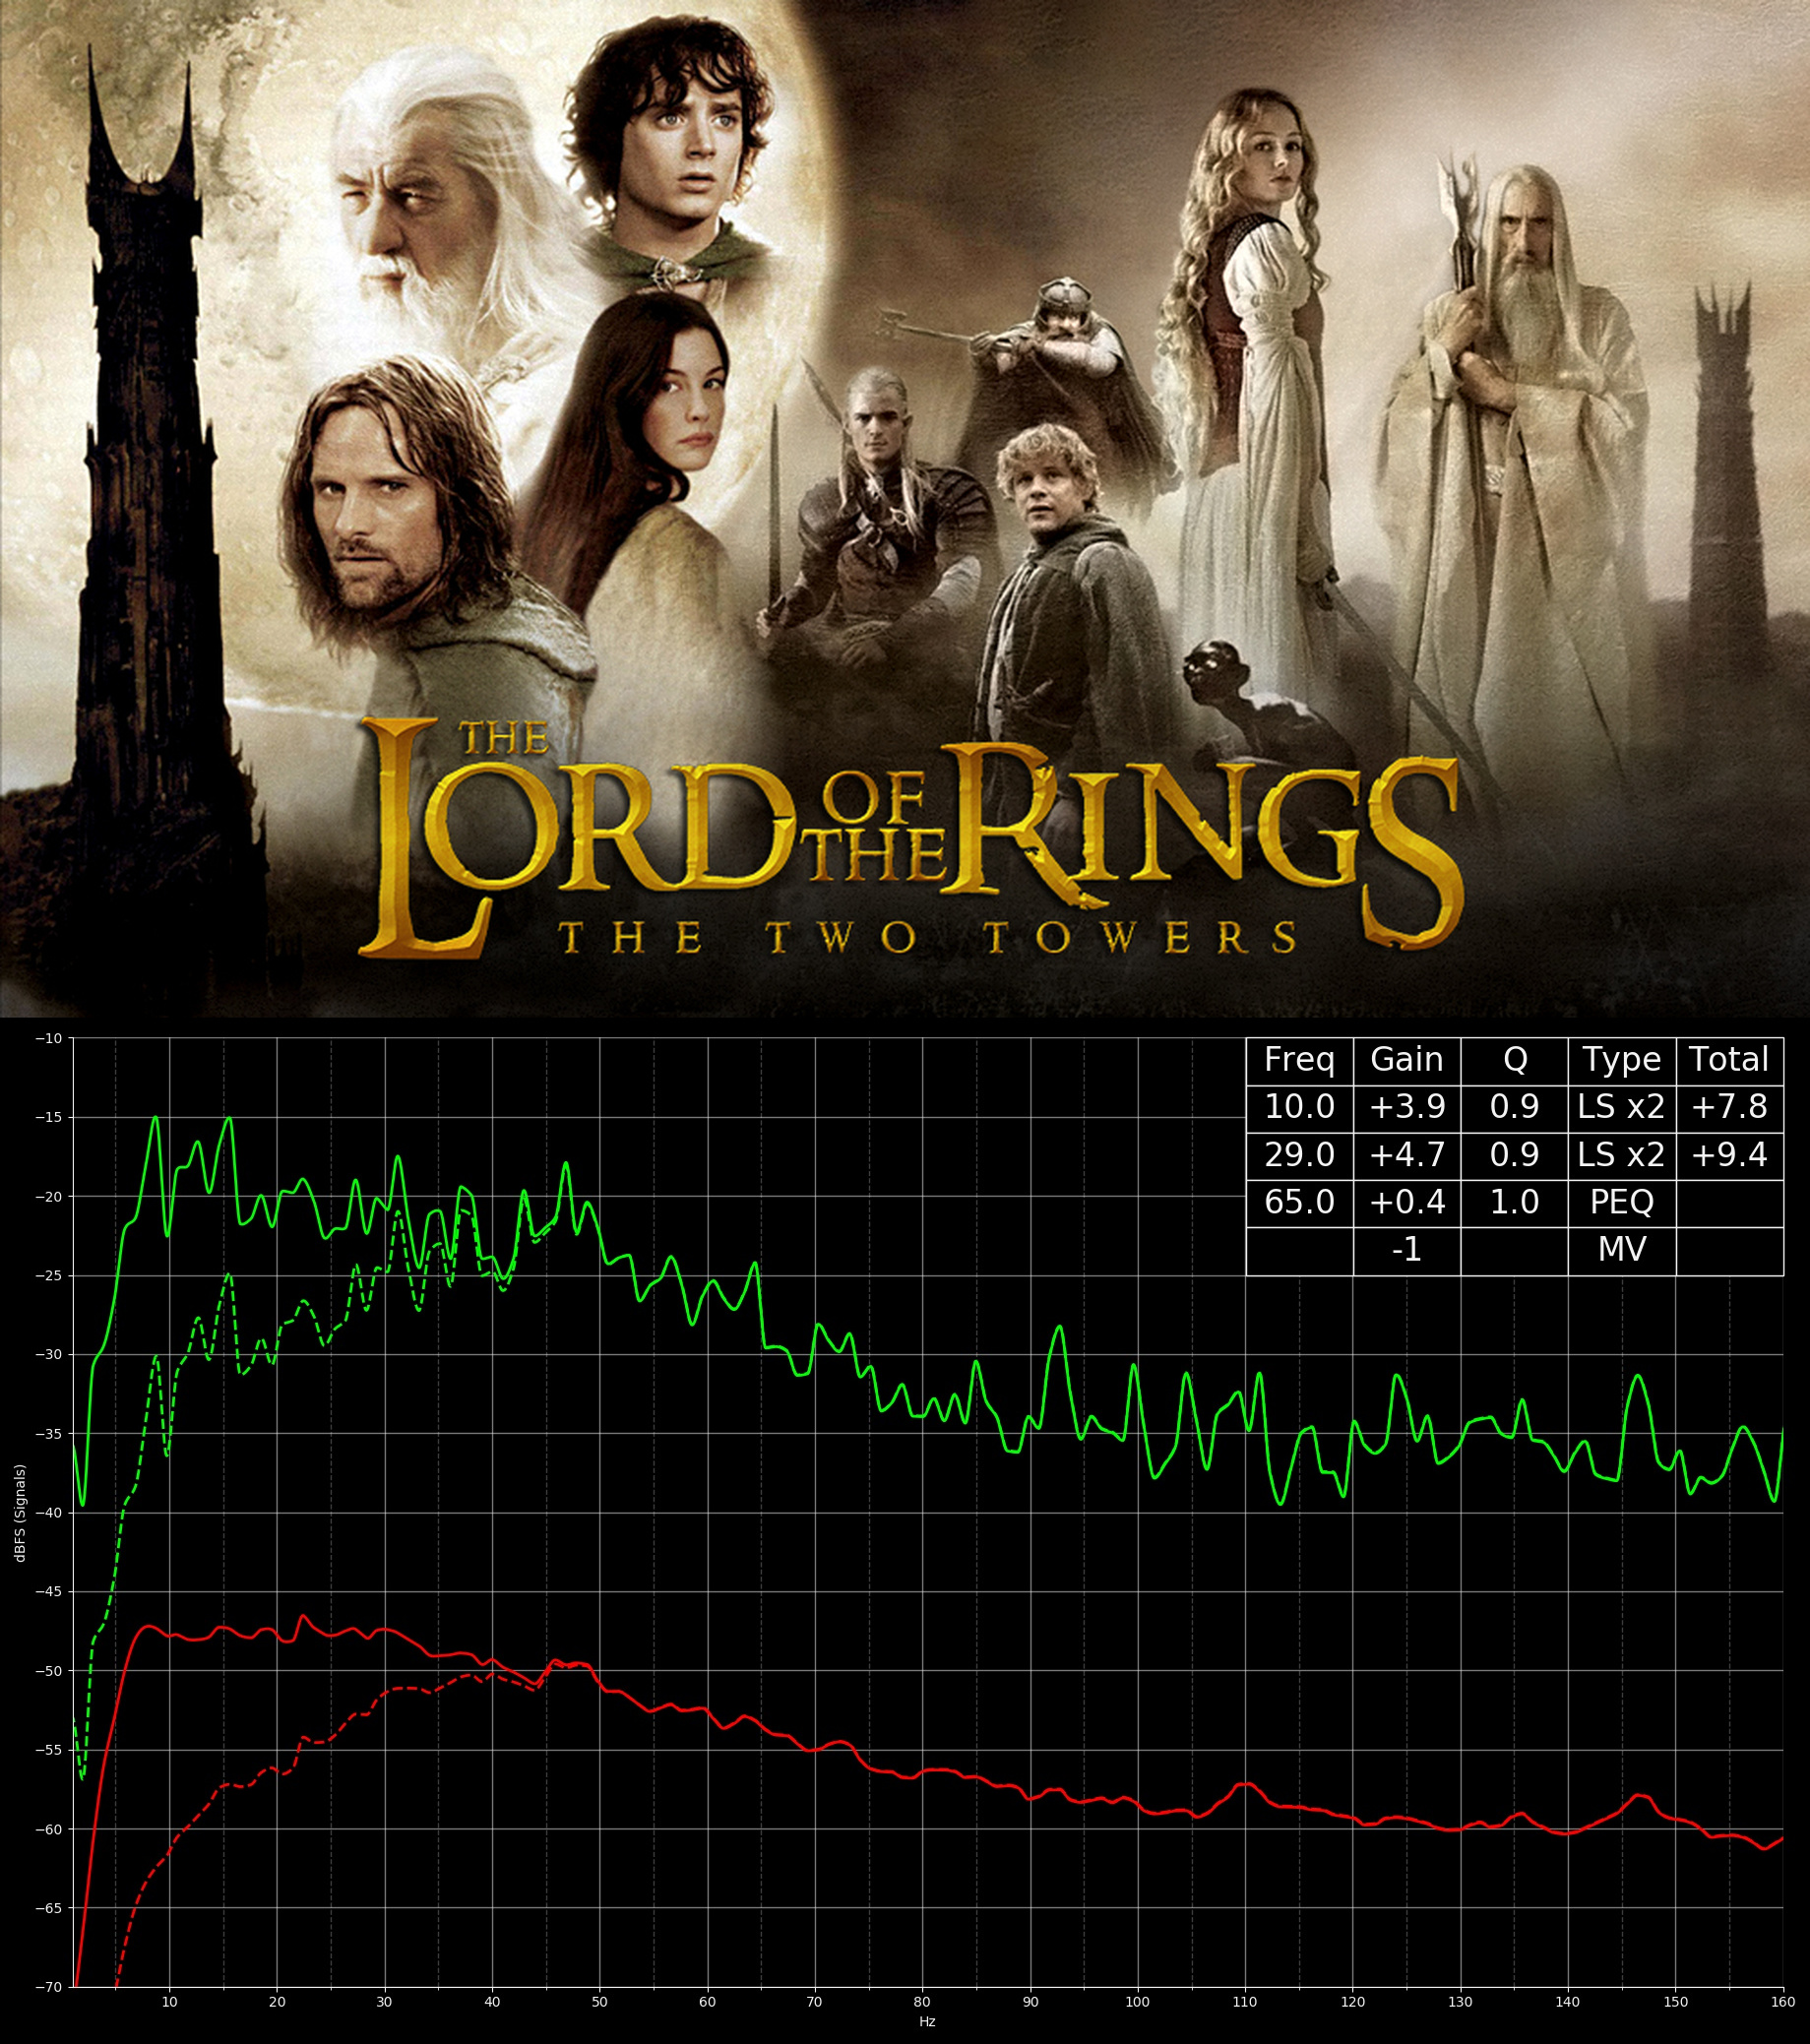 THE
LORD OF THE RINGS
THE TWO TOWERS
Freq Gain Q Type Total
10.0 +3.9 0.9 LS x2 +7.8
29.0 +4.7 0.9 LS x2 +9.4
65.0 +0.4 1.0 PEQ
-1 MV
−10
−15
−20
−25
−30
−35
−40
−45
−50
−55
−60
−65
−70
dBFS (Signals)
10 20 30 40 50 60 70 80 90 100 110 120 130 140 150 160
Hz